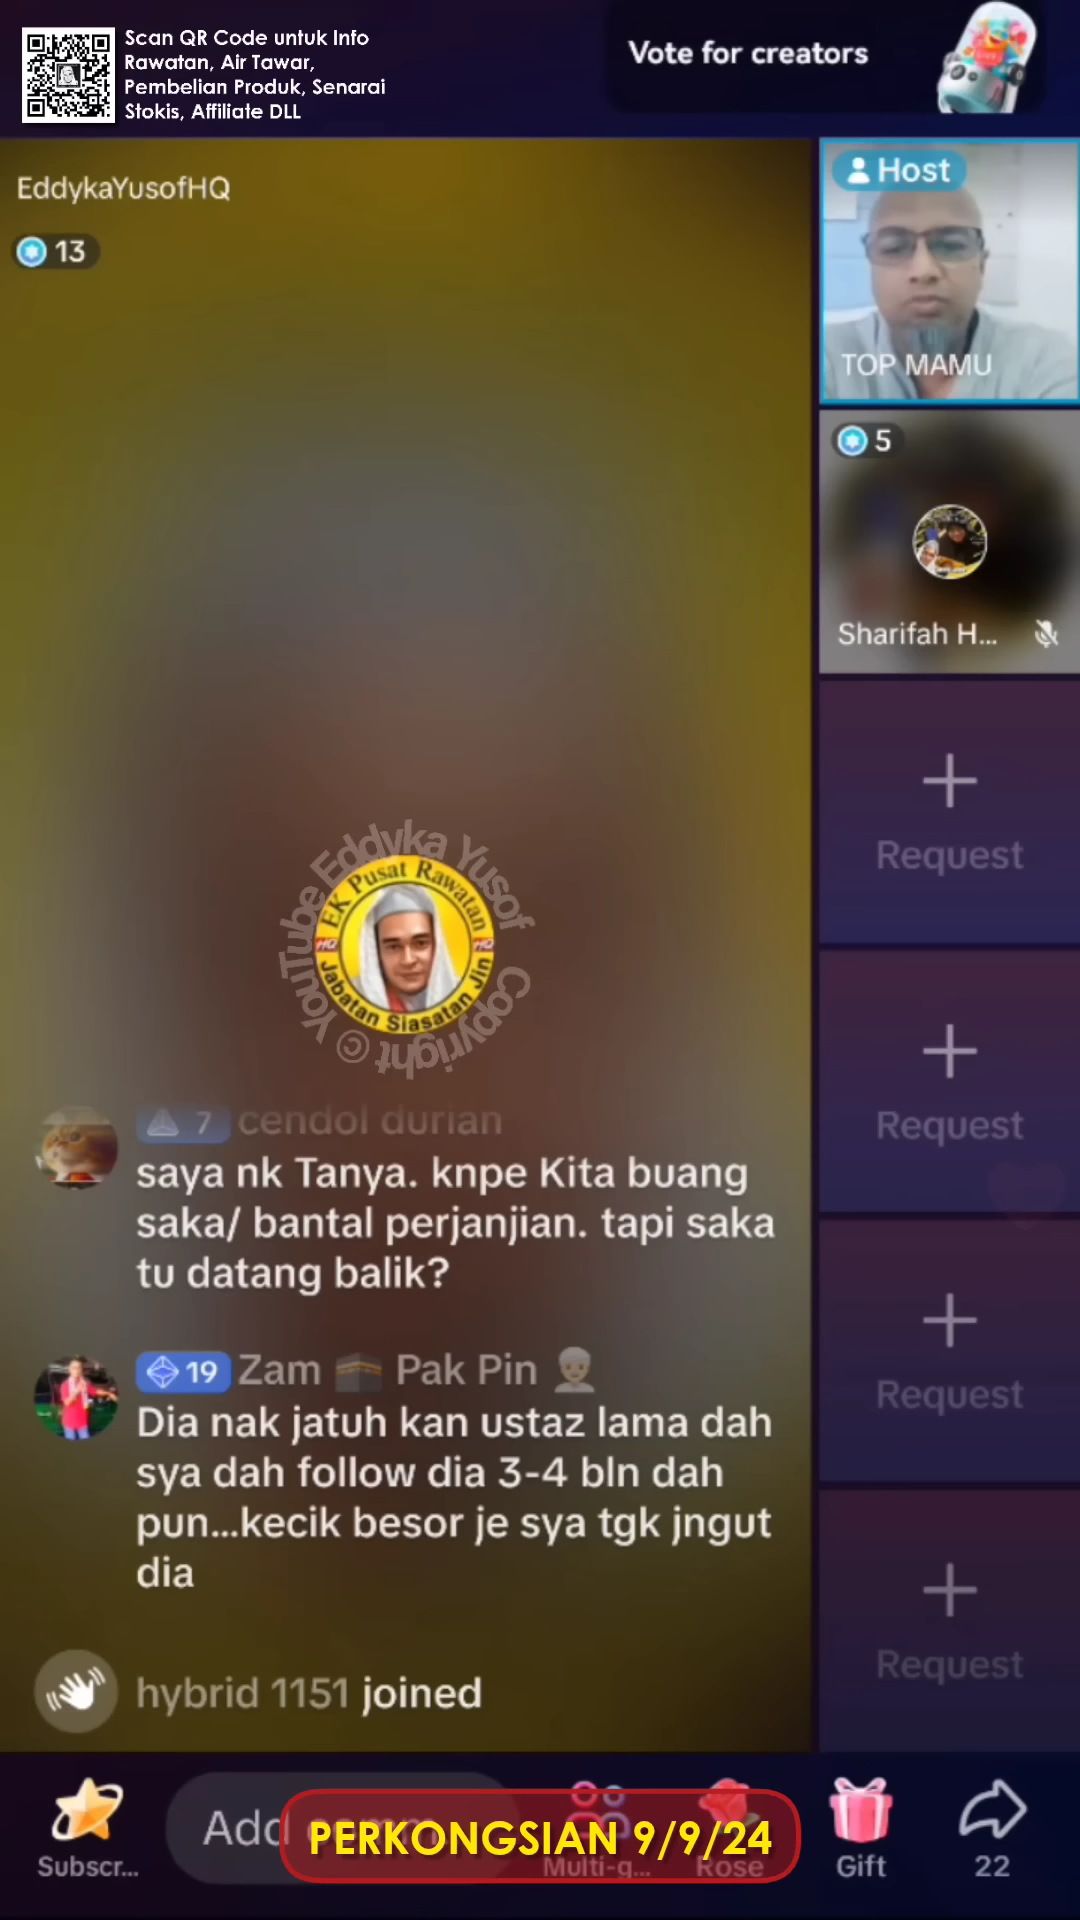 Scan QR Code untuk Info
Rawatan, Air Tawar,
Pembelian Produk, Senarai
Stokis, Affiliate DLL
Vote for creators
EddykaYusofHQ
13
Host
TOP MAMU
5
Sharifah H...
Request
Request
Request
Request
© YouTube Eddyka Yusof Copyright
EK Pusat Rawatan
HQ HQ
Jabatan Siasatan Jin
7 cendol durian
saya nk Tanya. knpe Kita buang
saka/ bantal perjanjian. tapi saka
tu datang balik?
19 Zam 🕋 Pak Pin 👳🏼
Dia nak jatuh kan ustaz lama dah
sya dah follow dia 3-4 bln dah
pun...kecik besor je sya tgk jngut
dia
hybrid 1151 joined
Subscr...
Add comm
PERKONGSIAN 9/9/24
Multi-g...
Rose
Gift
22